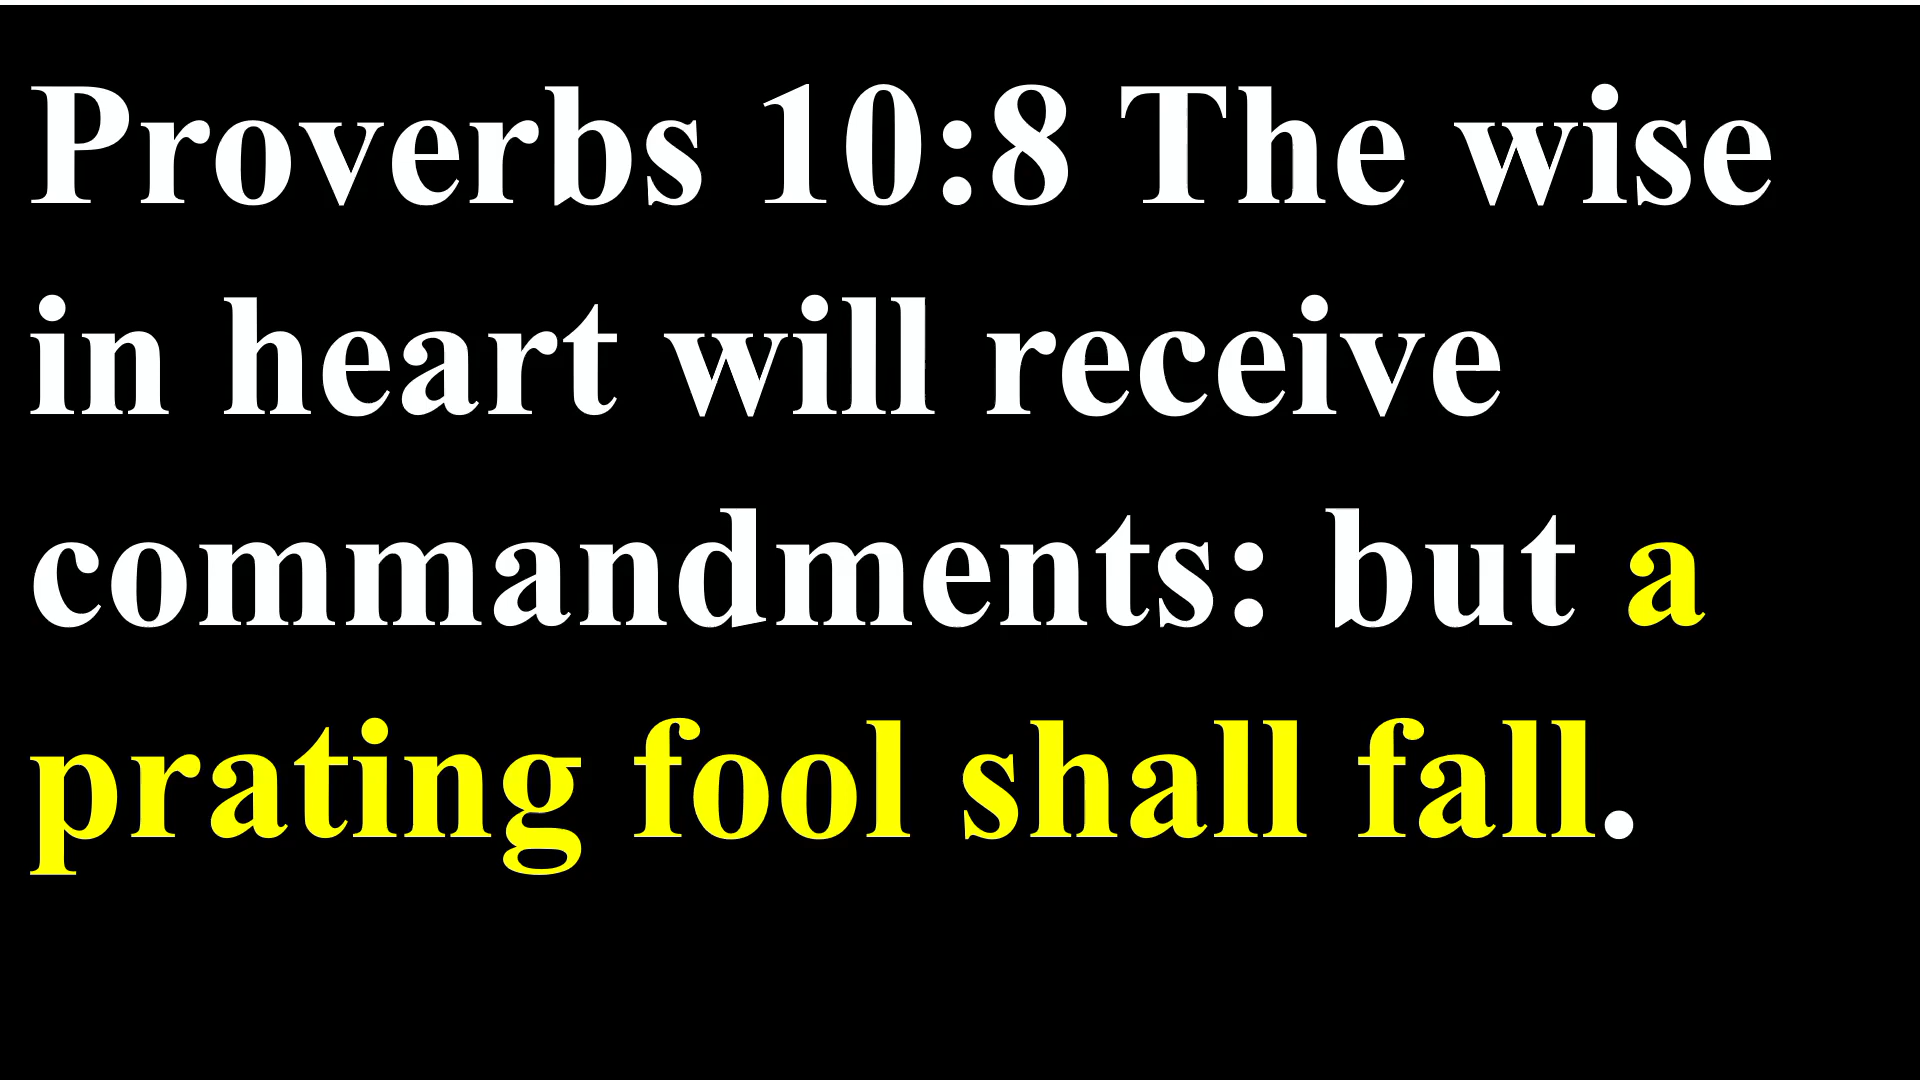 Proverbs 10:8 The wise
in heart will receive
commandments: but a
prating fool shall fall.